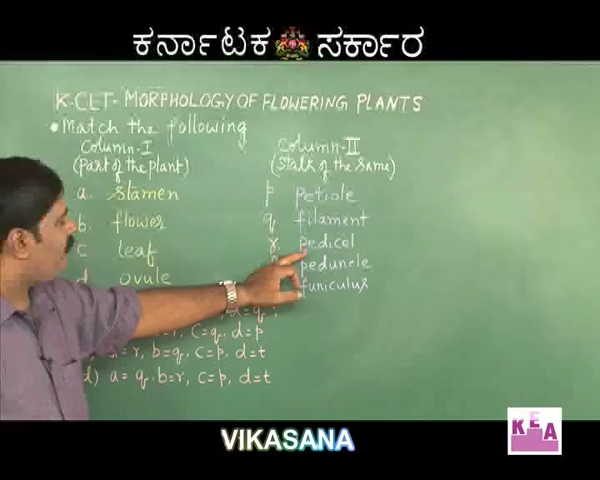 ಕರ್ನಾಟಕ ಸರ್ಕಾರ
K-CLT- MORPHOLOGY OF FLOWERING PLANTS
• Match the following
Column-I Column-II
(Part of the plant) (Stalk of the same)
a. stamen p Petiole
b. flower q filament
c leaf r pedicel
d ovule peduncle
funiculus
d=q
r, c=q, d=p
a=r, b=q, c=p, d=t
d) a=q, b=r, c=p, d=t
VIKASANA
KEA